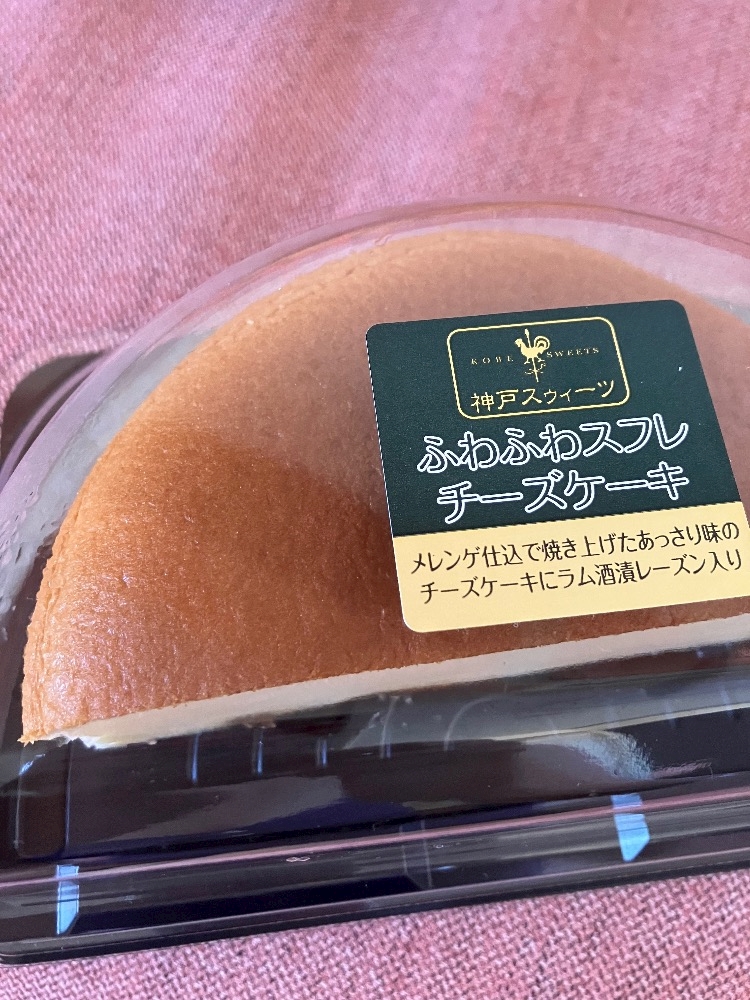 KOBE SWEETS
神戸スウィーツ
ふわふわスフレ
チーズケーキ
メレンゲ仕込で焼き上げたあっさり味の
チーズケーキにラム酒漬レーズン入り